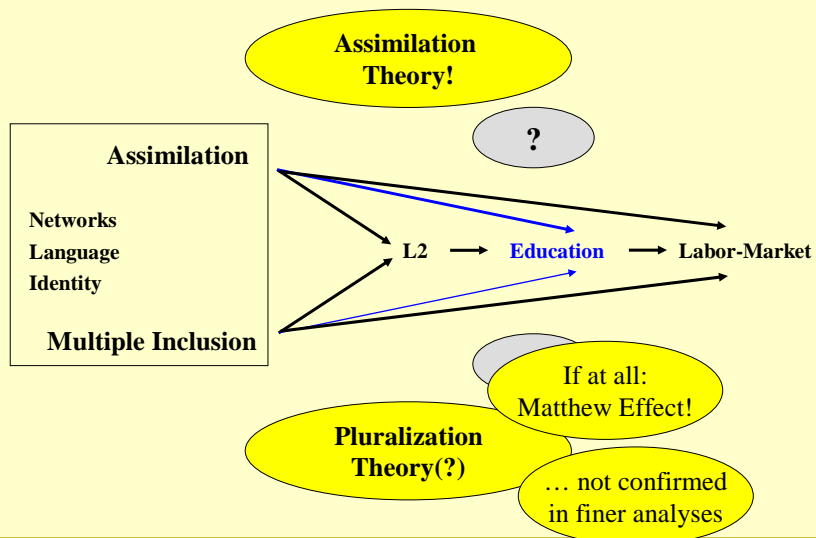 Assimilation
Theory!
?
Assimilation
Networks
Language
Identity
L2
Education
Labor-Market
Multiple Inclusion
If at all:
Matthew Effect!
Pluralization
Theory(?)
… not confirmed
in finer analyses